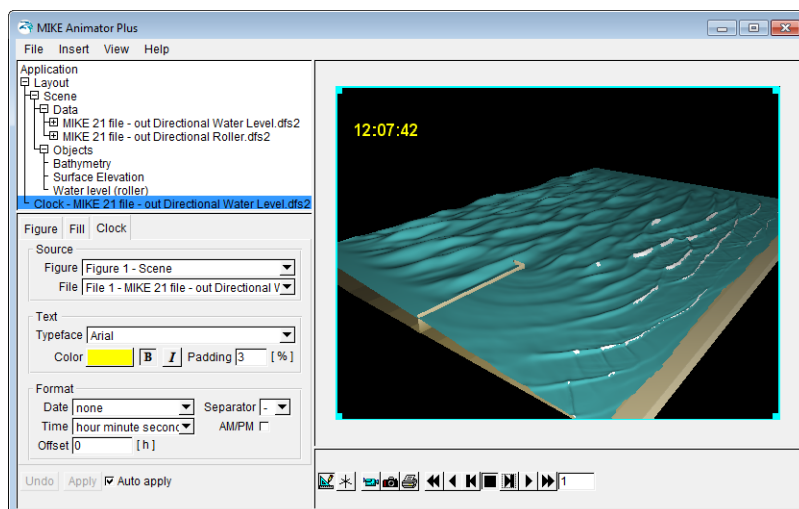 MIKE Animator Plus
File Insert View Help
Application
Layout
Scene
Data
MIKE 21 file - out Directional Water Level.dfs2
MIKE 21 file - out Directional Roller.dfs2
Objects
Bathymetry
Surface Elevation
Water level (roller)
Clock - MIKE 21 file - out Directional Water Level.dfs2
12:07:42
Figure Fill Clock
Source
Figure Figure 1 - Scene
File File 1 - MIKE 21 file - out Directional
Text
Typeface Arial
Color B I Padding 3 [%]
Format
Date none Separator -
Time hour minute second AM/PM
Offset 0 [h]
Undo Apply Auto apply
1